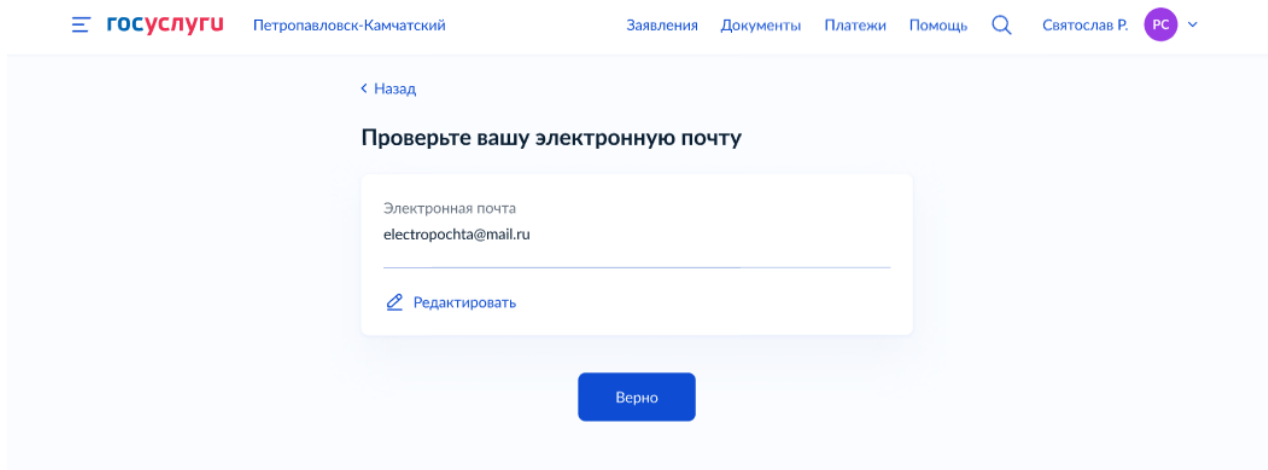 госуслуги Петропавловск-Камчатский Заявления Документы Платежи Помощь Святослав Р. РС
Назад
Проверьте вашу электронную почту
Электронная почта
electropochta@mail.ru
Редактировать
Верно